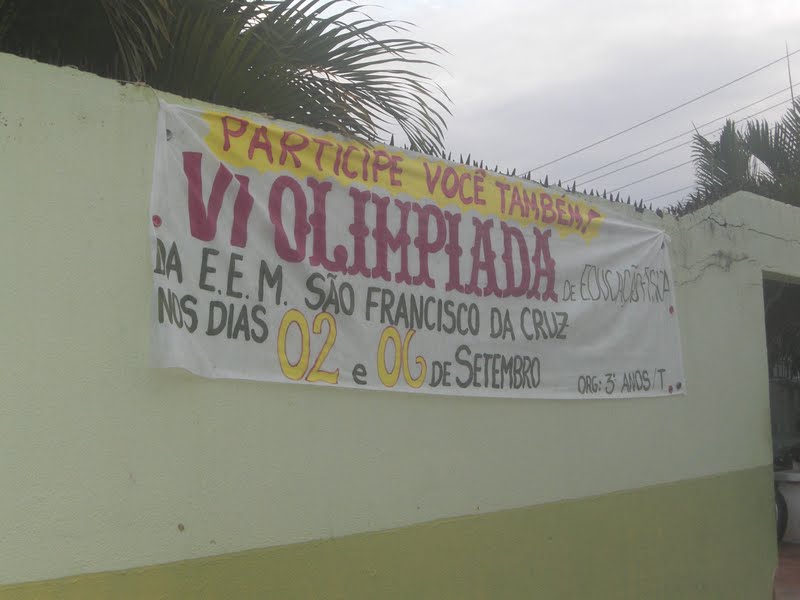 PARTICIPE VOCÊ TAMBÉM!
VI OLIMPIADA DE EDUCAÇÃO FÍSICA
DA E.E.M. SÃO FRANCISCO DA CRUZ
NOS DIAS 02 e 06 DE SETEMBRO
ORG: 3º ANOS/T